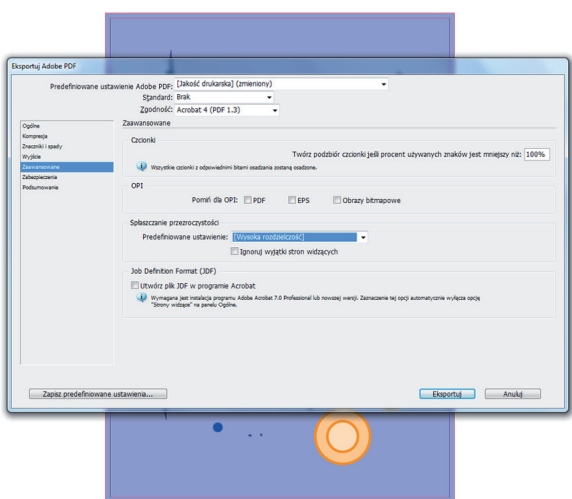 Eksportuj Adobe PDF
Predefiniowane ustawienie Adobe PDF: [Jakość drukarska] (zmieniony)
Standard: Brak
Zgodność: Acrobat 4 (PDF 1.3)
Ogólne
Kompresja
Znaczniki i spady
Wyjście
Zaawansowane
Zabezpieczenia
Podsumowanie
Zaawansowane
Czcionki
Twórz podzbiór czcionki jeśli procent używanych znaków jest mniejszy niż: 100%
Wszystkie czcionki z odpowiednimi bitami osadzania zostaną osadzone.
OPI
Pomiń dla OPI: PDF EPS Obrazy bitmapowe
Spłaszczanie przezroczystości
Predefiniowane ustawienie: [Wysoka rozdzielczość]
Ignoruj wyjątki stron widzących
Job Definition Format (JDF)
Utwórz plik JDF w programie Acrobat
Wymagana jest instalacja programu Adobe Acrobat 7.0 Professional lub nowszej wersji. Zaznaczenie tej opcji automatycznie wyłącza opcję
"Strony widzące" na panelu Ogólne.
Zapisz predefiniowane ustawienia... Eksportuj Anuluj